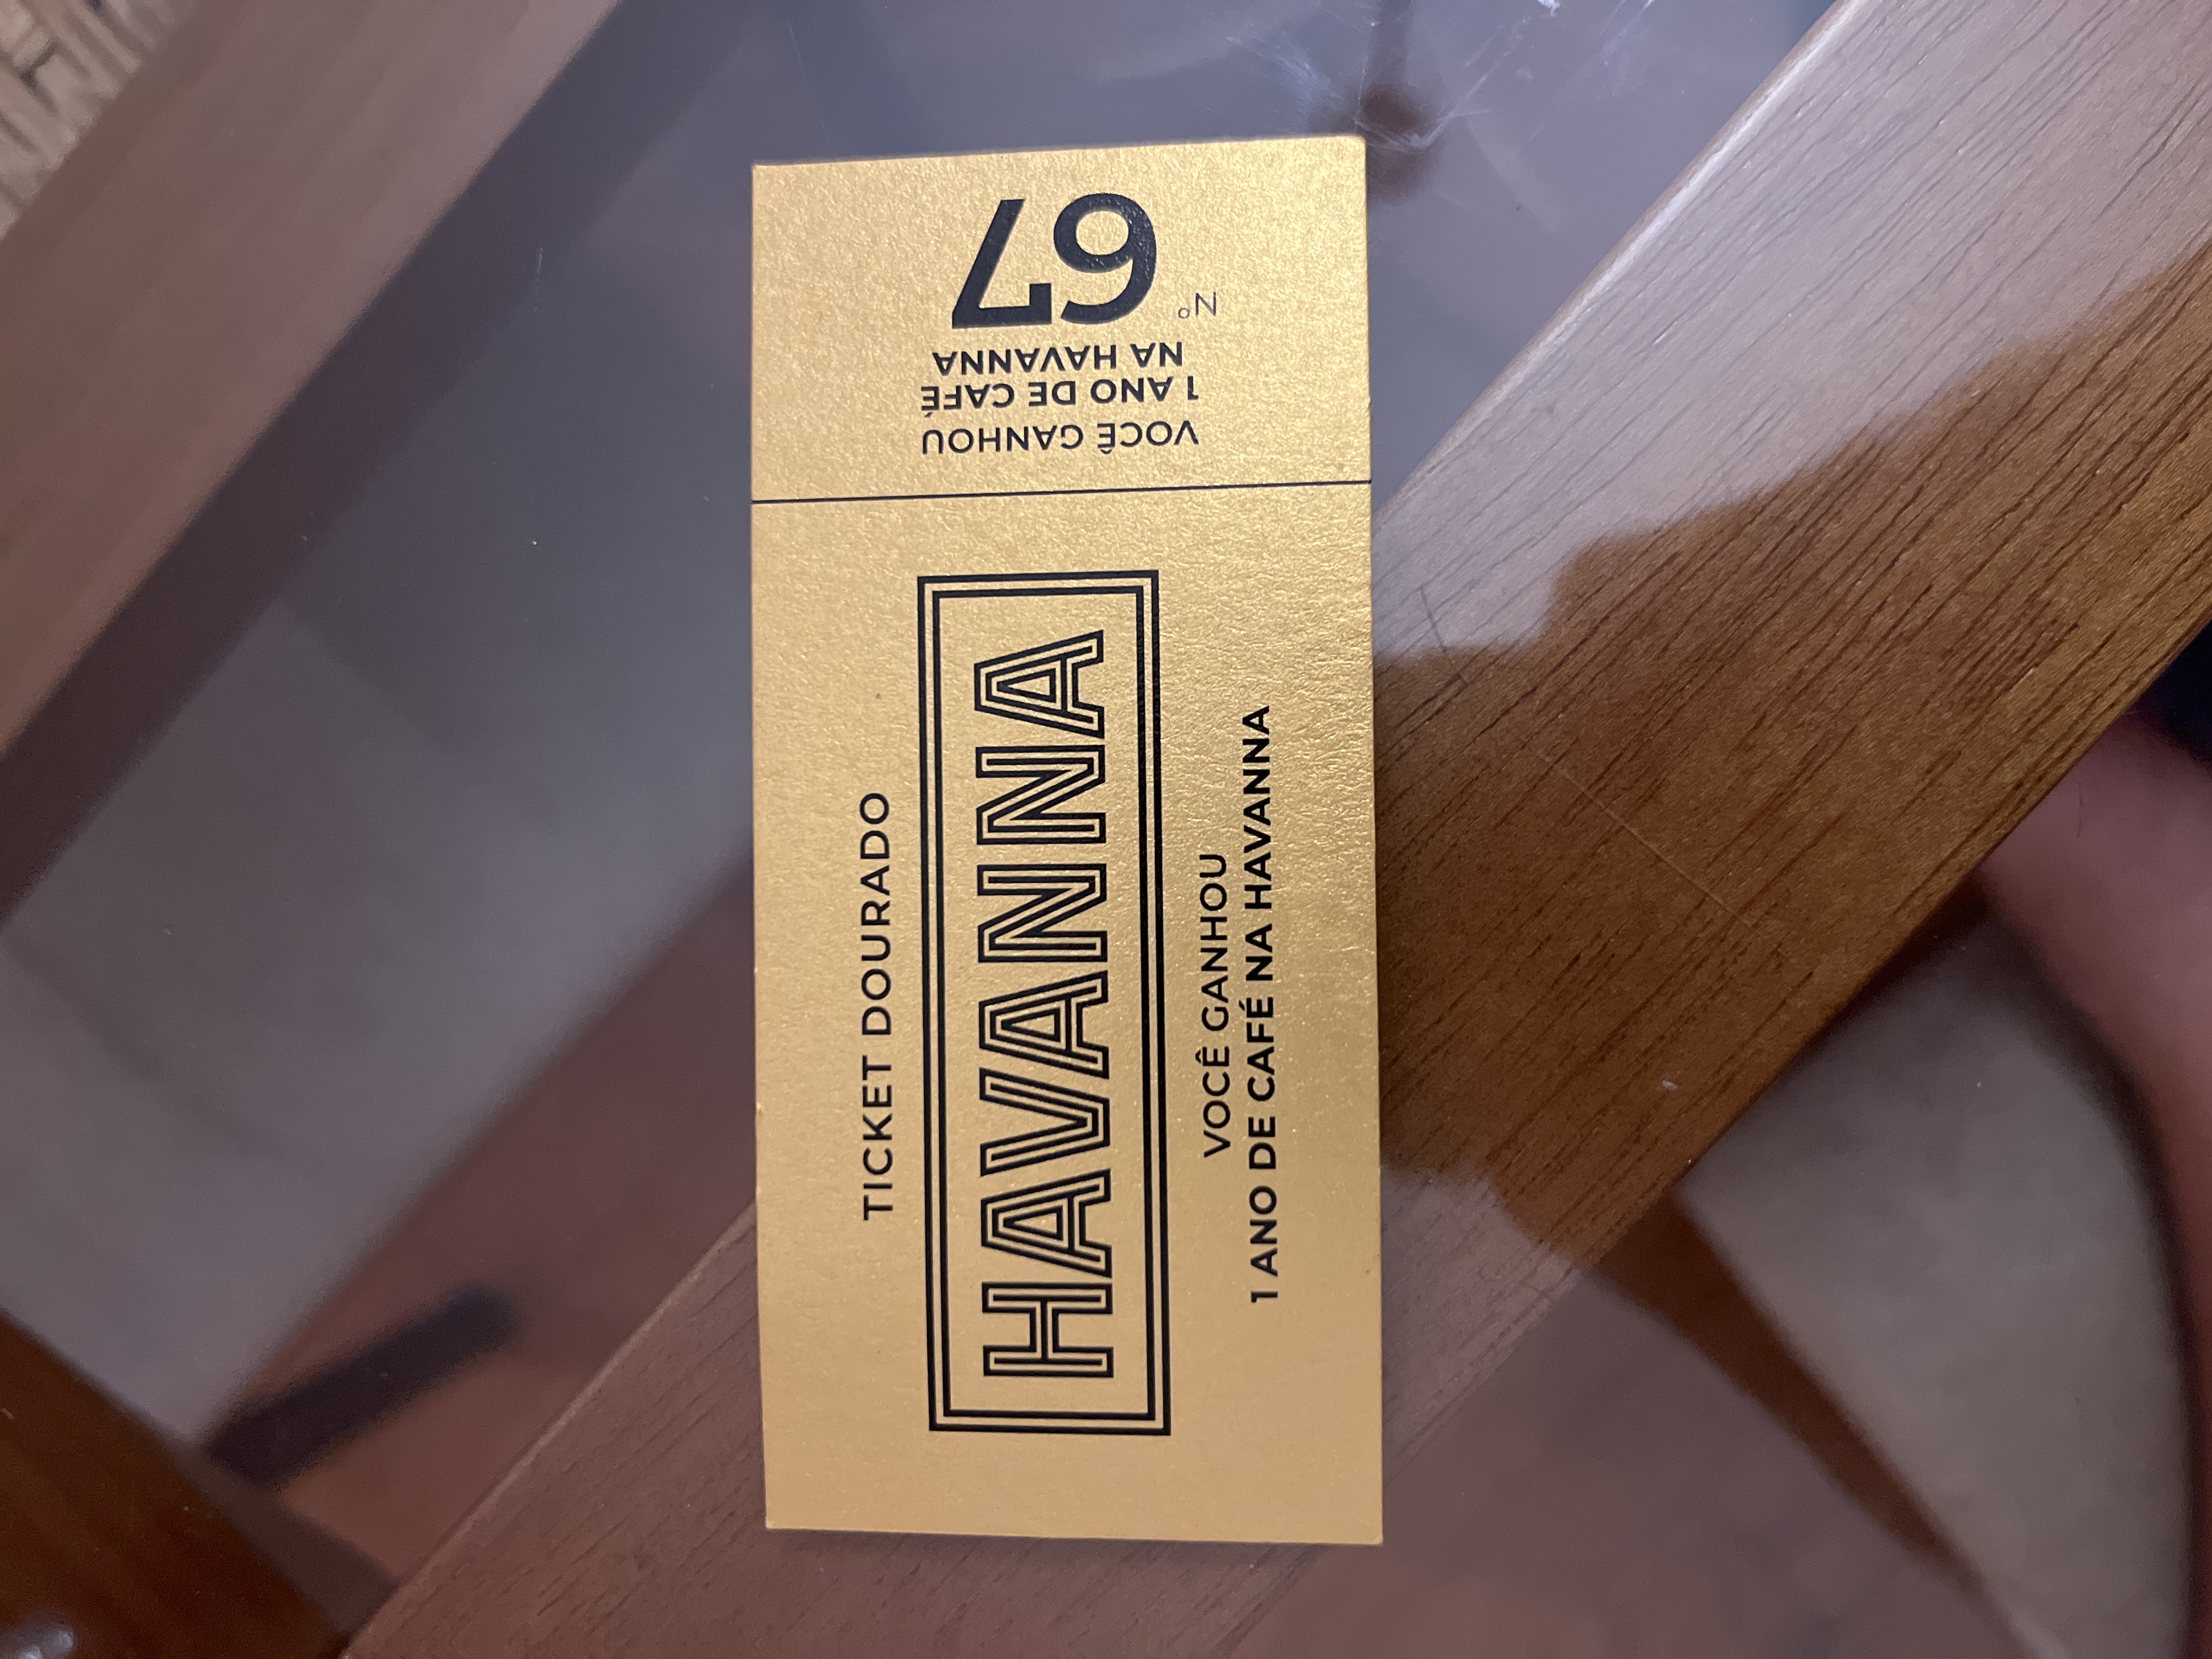 TICKET DOURADO
HAVANNA
VOCÊ GANHOU
1 ANO DE CAFÉ NA HAVANNA
VOCÊ GANHOU
1 ANO DE CAFÉ
NA HAVANNA
Nº 67